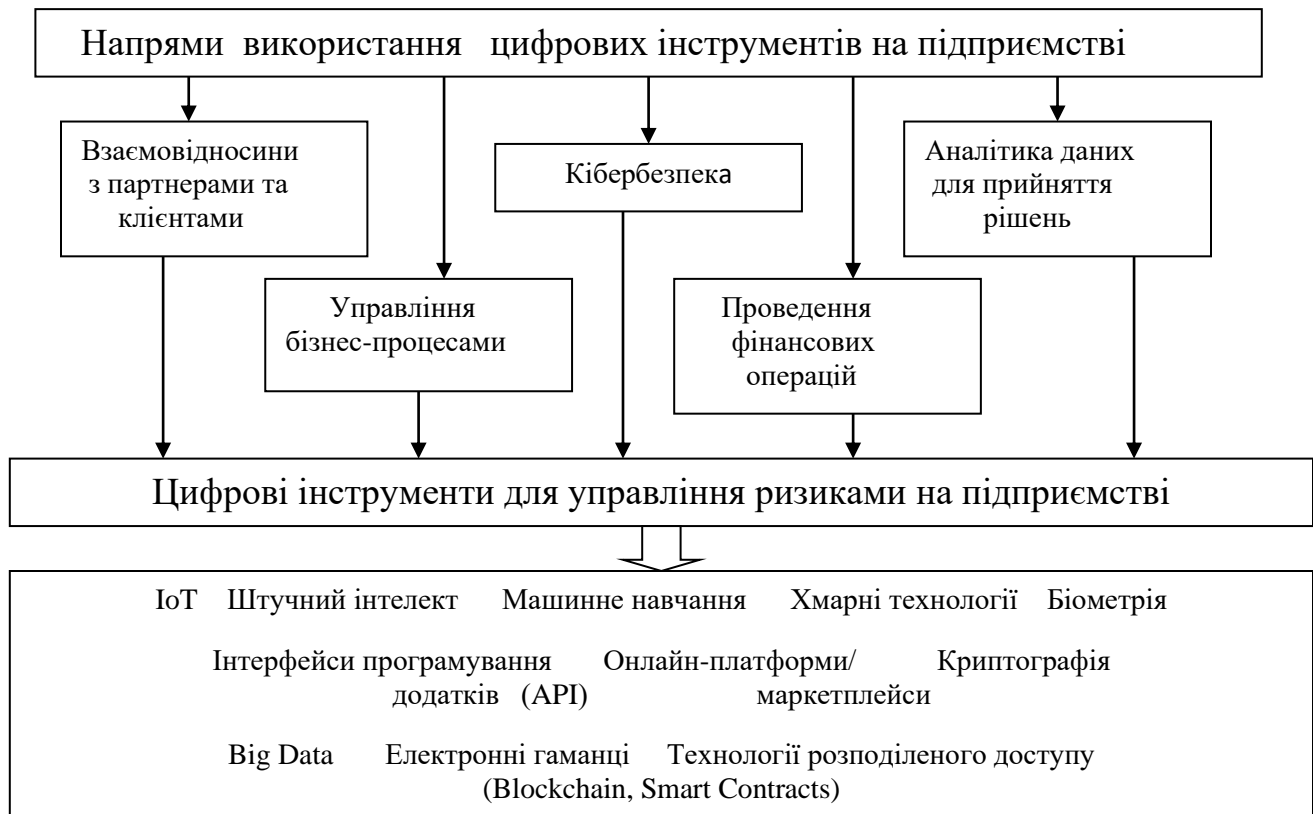 Напрями використання цифрових інструментів на підприємстві
Взаємовідносини
з партнерами та
клієнтами
Кібербезпека
Аналітика даних
для прийняття
рішень
Управління
бізнес-процесами
Проведення
фінансових
операцій
Цифрові інструменти для управління ризиками на підприємстві
IoT Штучний інтелект Машинне навчання Хмарні технології Біометрія
Інтерфейси програмування Онлайн-платформи/ Криптографія
додатків (API) маркетплейси
Big Data Електронні гаманці Технології розподіленого доступу
(Blockchain, Smart Contracts)